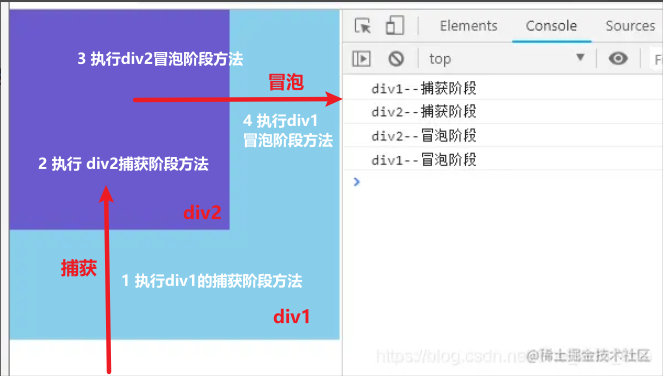 3 执行div2冒泡阶段方法
冒泡
4 执行div1
冒泡阶段方法
2 执行 div2捕获阶段方法
div2
捕获
1 执行div1的捕获阶段方法
div1
Elements Console Sources
top
div1--捕获阶段
div2--捕获阶段
div2--冒泡阶段
div1--冒泡阶段
https://blog.csdn.ne
@稀土掘金技术社区